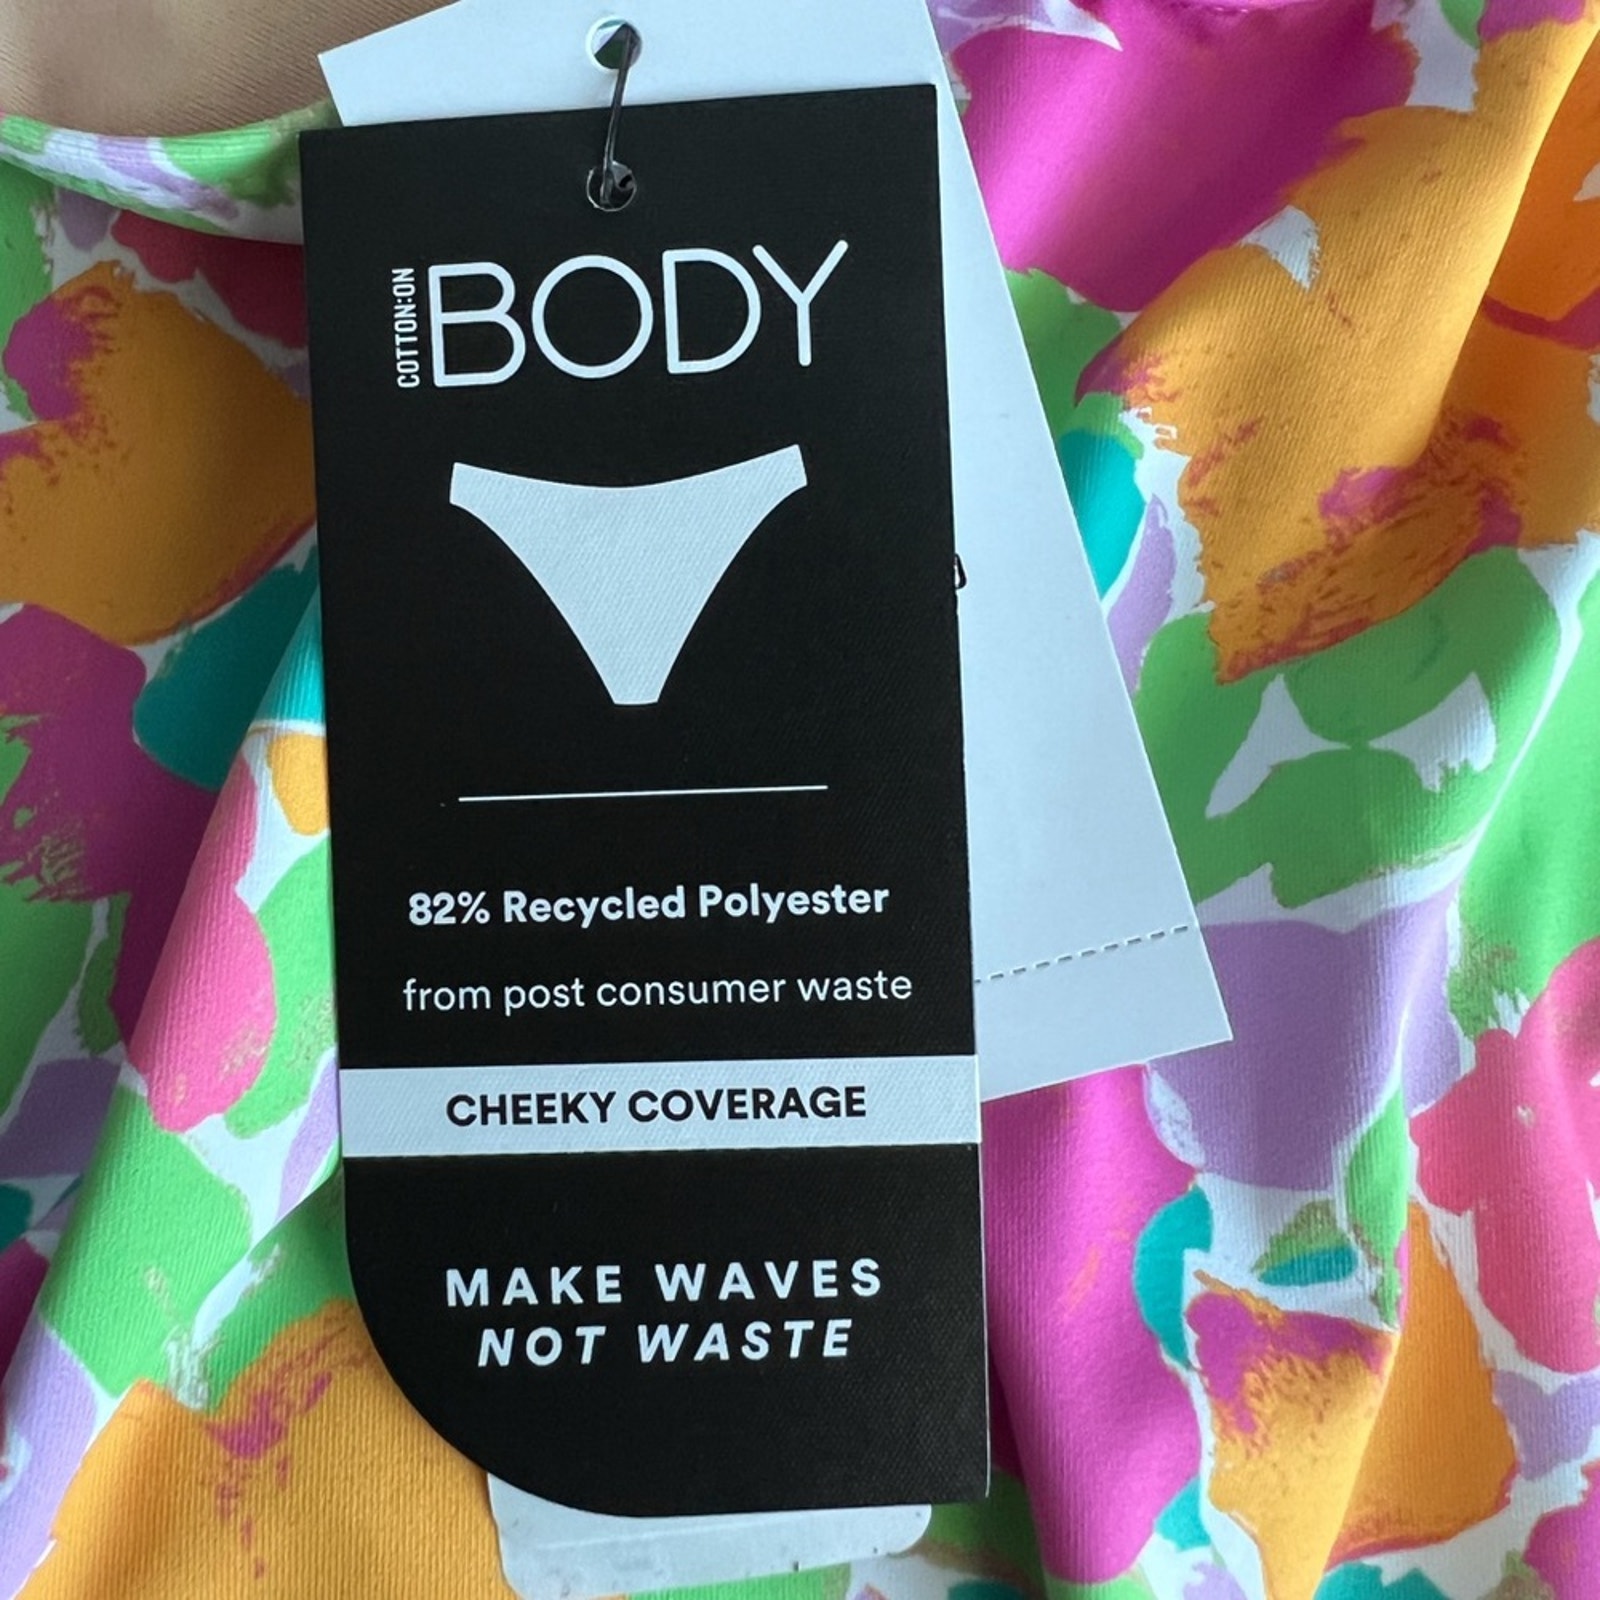 COTTON:ON
BODY
82% Recycled Polyester
from post consumer waste
CHEEKY COVERAGE
MAKE WAVES
NOT WASTE